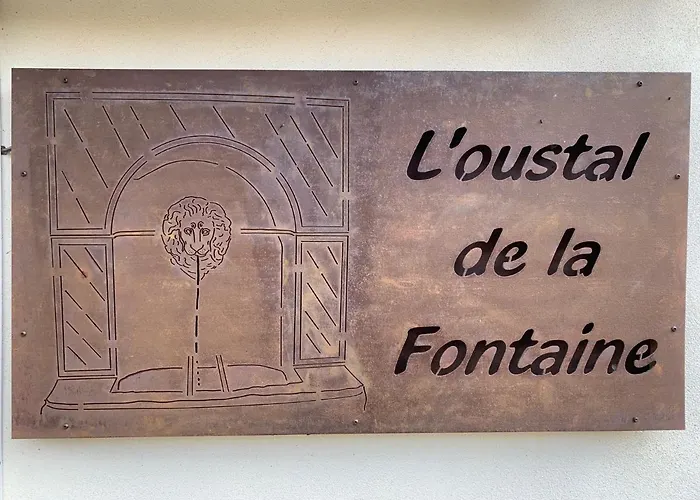 L'oustal
de la
Fontaine